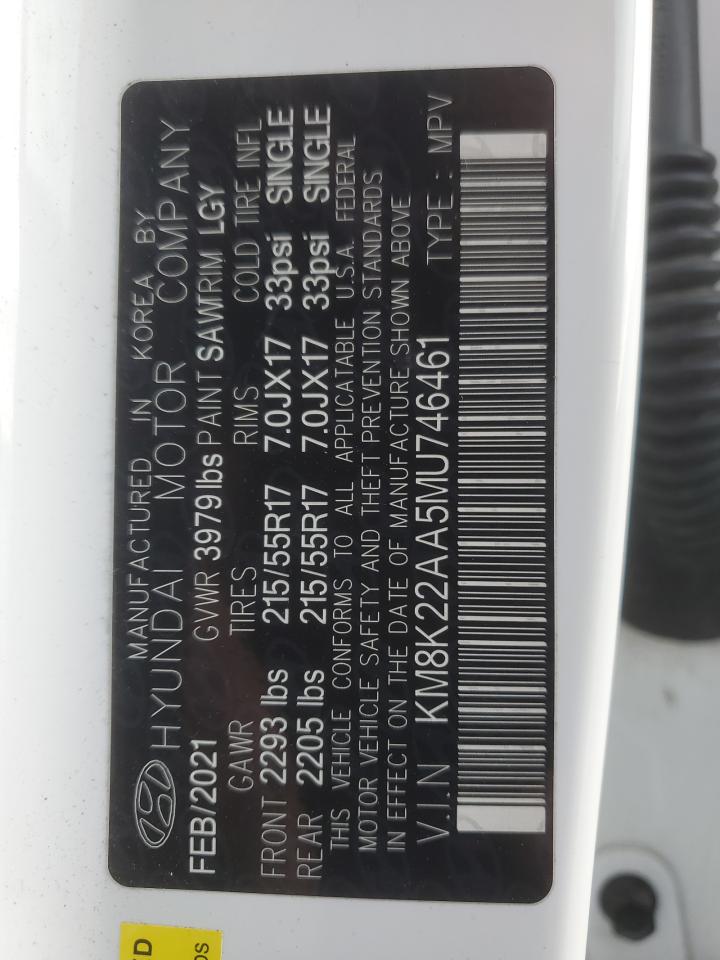 MANUFACTURED IN KOREA BY
HYUNDAI MOTOR COMPANY
FEB/2021 GVWR 3979 lbs PAINT SAW TRIM LGY
GAWR TIRES RIMS COLD TIRE INFL
FRONT 2293 lbs 215/55R17 7.0JX17 33psi SINGLE
REAR 2205 lbs 215/55R17 7.0JX17 33psi SINGLE
THIS VEHICLE CONFORMS TO ALL APPLICATABLE U.S.A. FEDERAL
MOTOR VEHICLE SAFETY AND THEFT PREVENTION STANDARDS
IN EFFECT ON THE DATE OF MANUFACTURE SHOWN ABOVE
V.I.N KM8K22AA5MU746461 TYPE : MPV